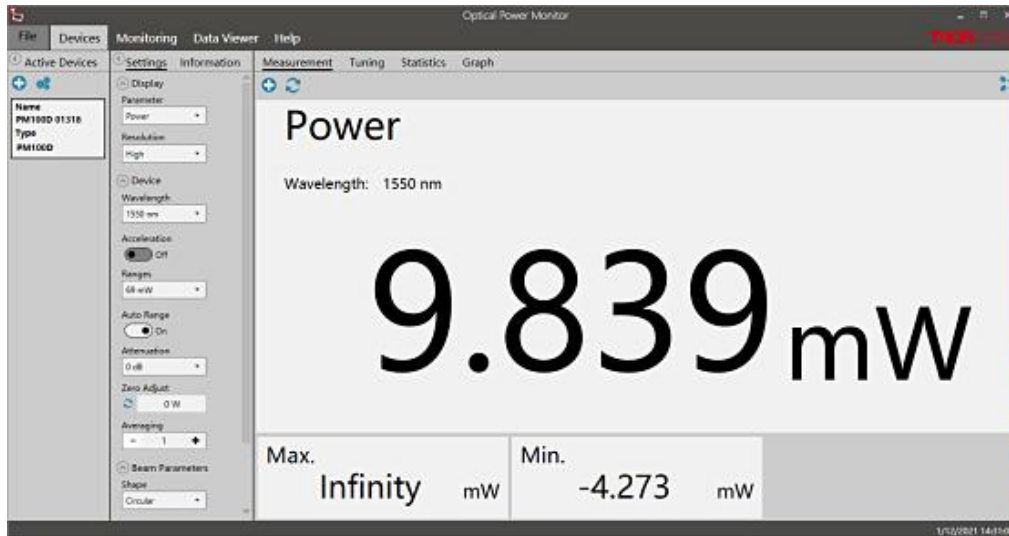 Optical Power Monitor
File Devices Monitoring Data Viewer Help
Active Devices
Settings Information
Measurement Tuning Statistics Graph
Name
PM100D 01318
Type
PM100D
Display
Parameter
Power
Resolution
High
Device
Wavelength
1550 nm
Acceleration
Off
Ranges
69 mW
Auto Range
On
Attenuation
0 dB
Zero Adjust
0 W
Averaging
- 1 +
Beam Parameters
Shape
Circular
Power
Wavelength: 1550 nm
9.839 mW
Max.
Infinity mW
Min.
-4.273 mW